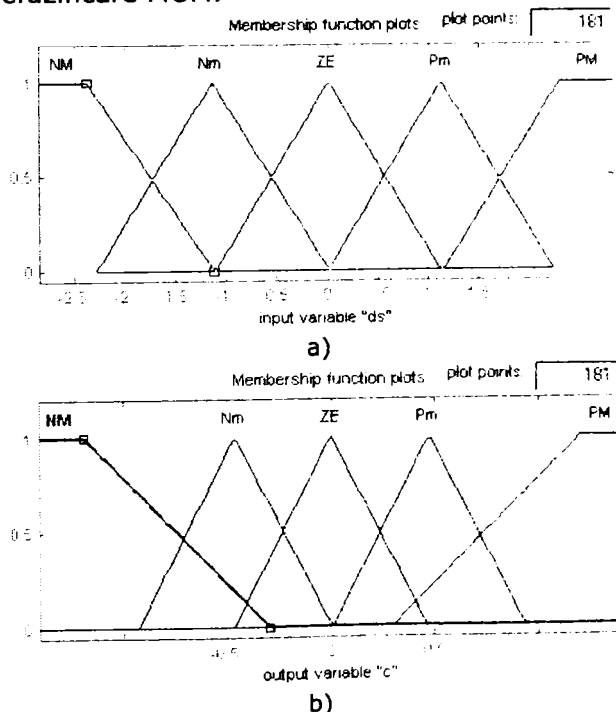 Membership function plots plot points: 181
NM Nm ZE Pm PM
1
0.5
0
-2.5 -2 -1.5 -1 0.5 0
input variable "ds"
a)
Membership function plots plot points: 181
NM Nm ZE Pm PM
1
0.5
0
0
output variable "c"
b)